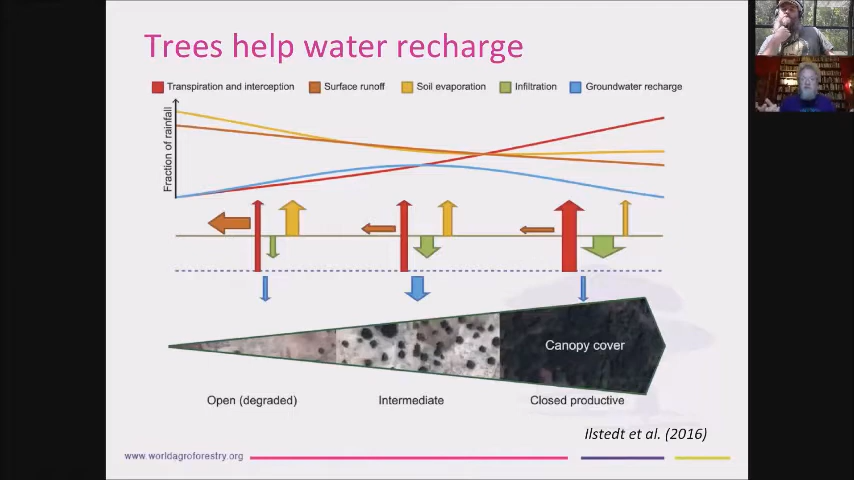 Trees help water recharge
Transpiration and interception Surface runoff Soil evaporation Infiltration Groundwater recharge
Fraction of rainfall
Canopy cover
Open (degraded) Intermediate Closed productive
Ilstedt et al. (2016)
www.worldagroforestry.org